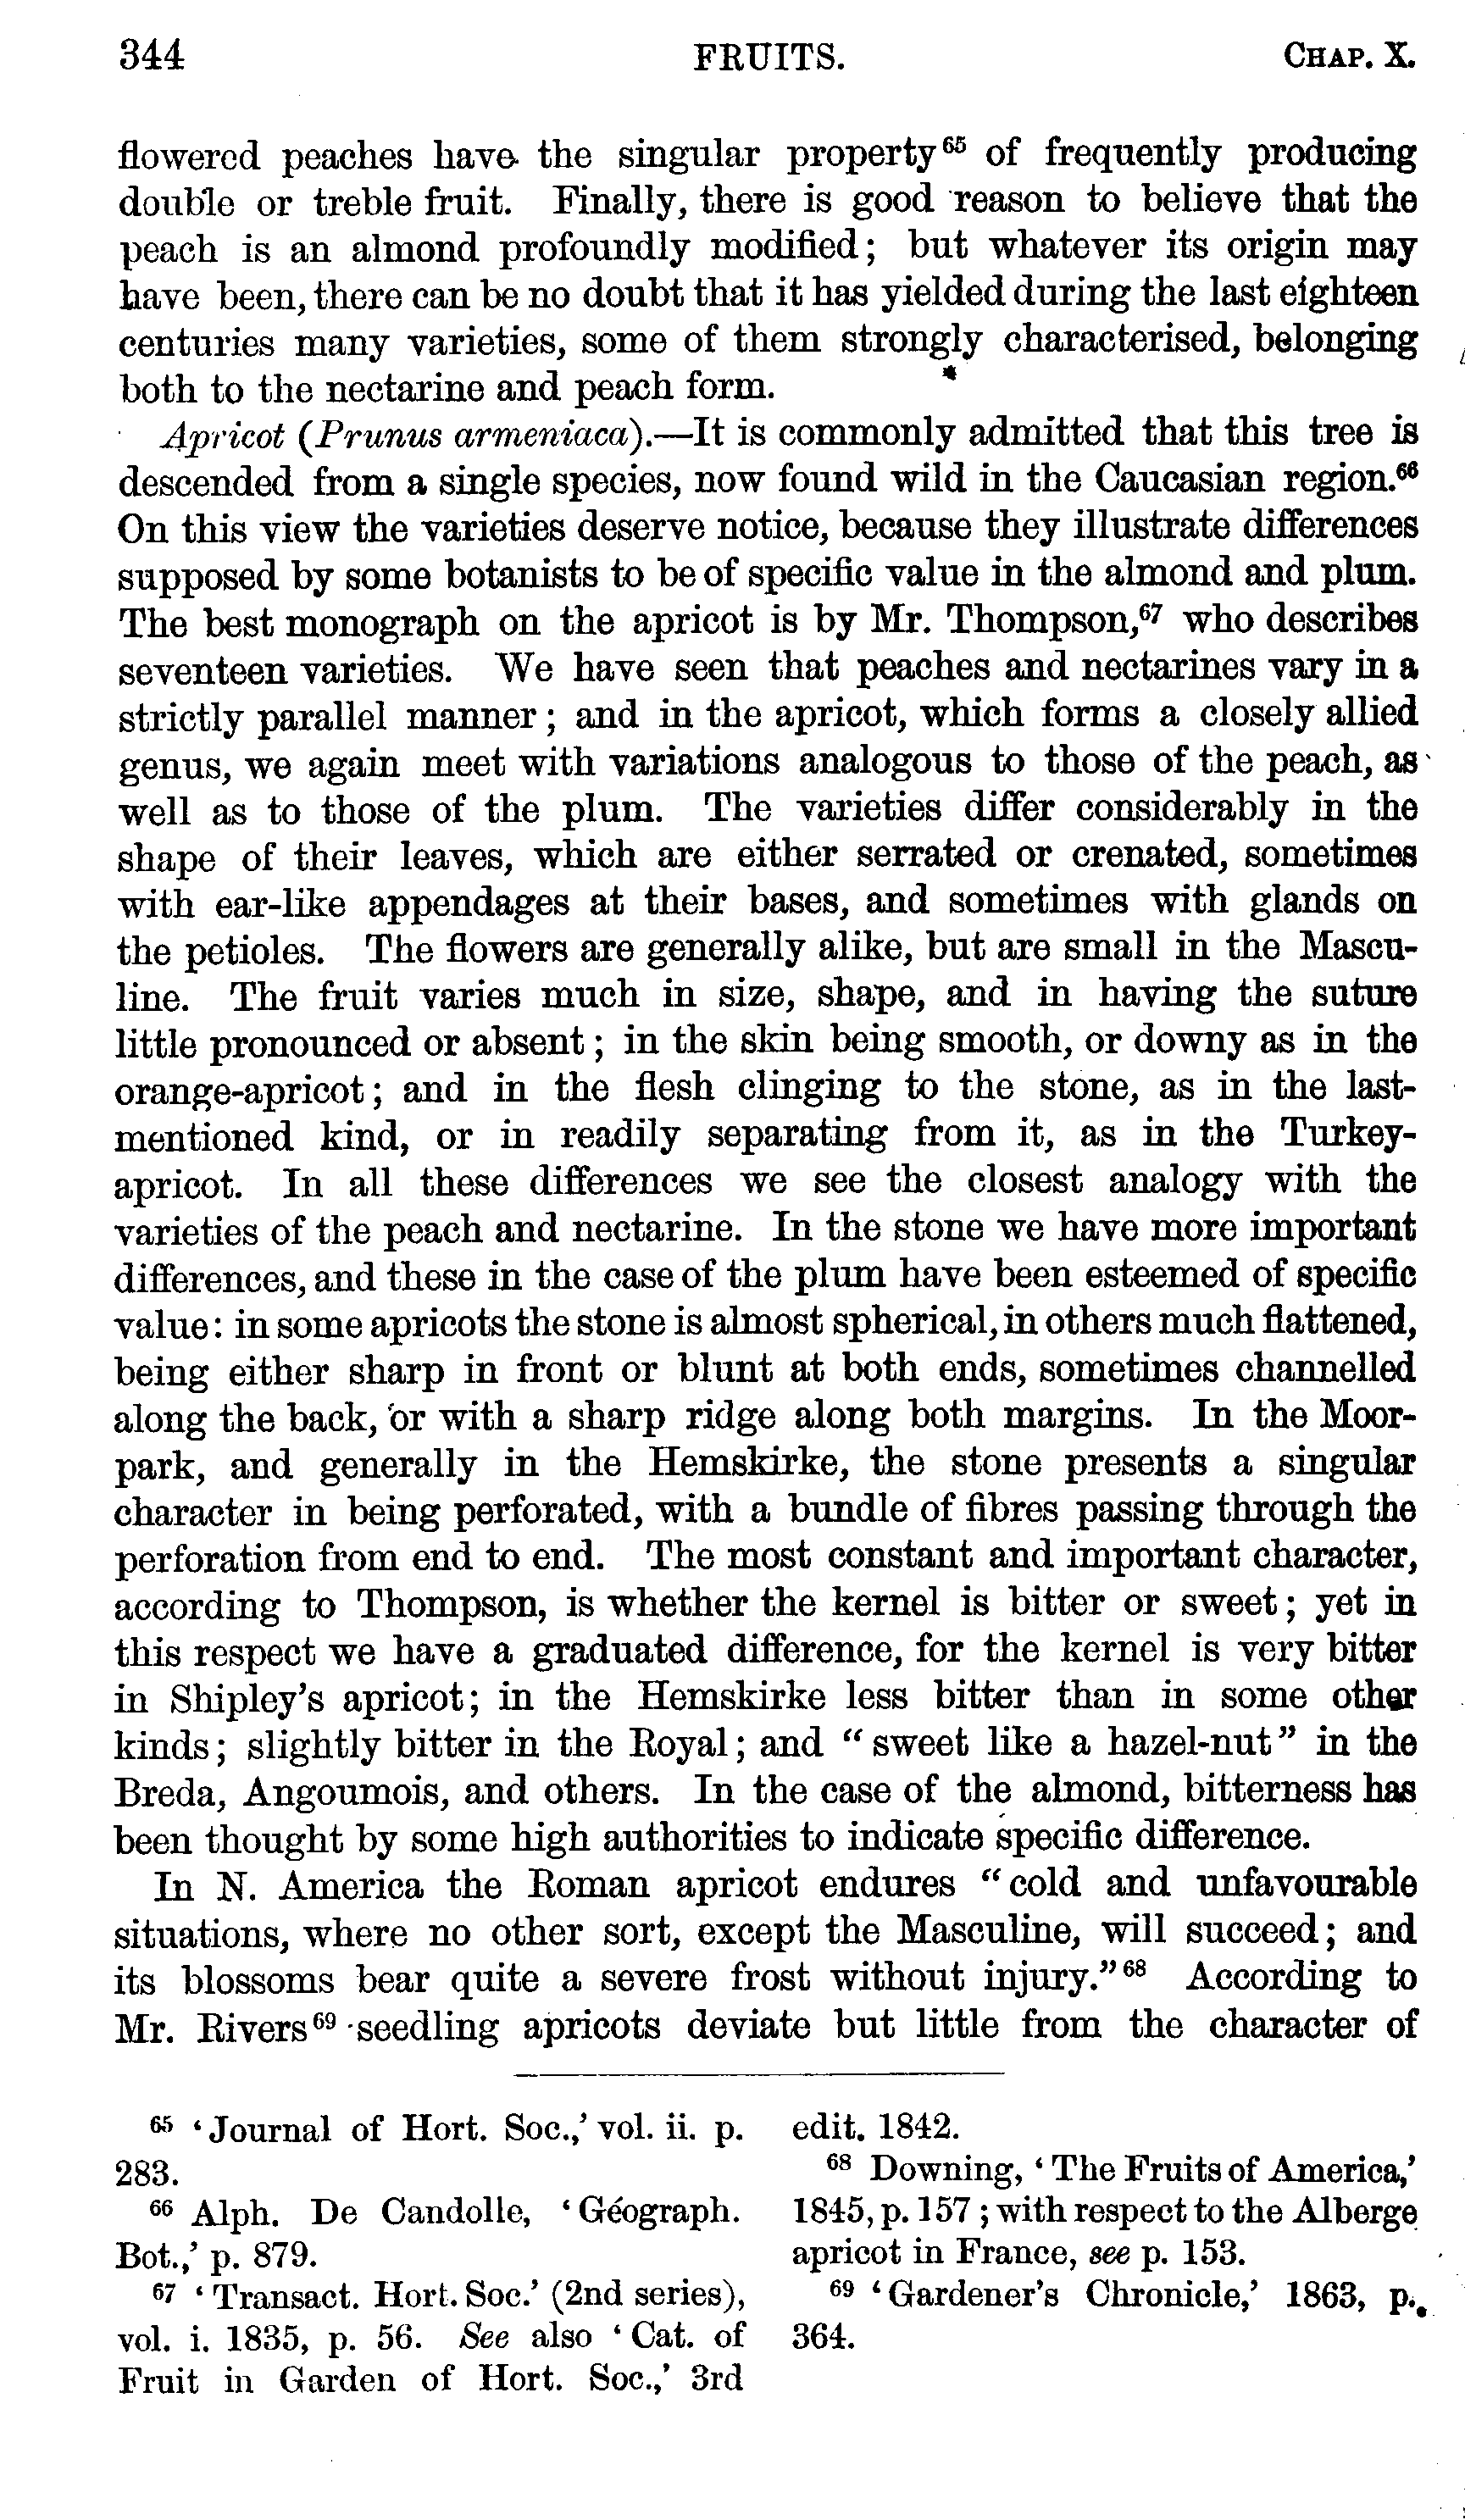 344 FRUITS. CHAP. X.
flowered peaches have the singular property⁶⁵ of frequently producing
double or treble fruit. Finally, there is good reason to believe that the
peach is an almond profoundly modified; but whatever its origin may
have been, there can be no doubt that it has yielded during the last eighteen
centuries many varieties, some of them strongly characterised, belonging
both to the nectarine and peach form.
Apricot (Prunus armeniaca).—It is commonly admitted that this tree is
descended from a single species, now found wild in the Caucasian region.⁶⁶
On this view the varieties deserve notice, because they illustrate differences
supposed by some botanists to be of specific value in the almond and plum.
The best monograph on the apricot is by Mr. Thompson,⁶⁷ who describes
seventeen varieties. We have seen that peaches and nectarines vary in a
strictly parallel manner; and in the apricot, which forms a closely allied
genus, we again meet with variations analogous to those of the peach, as
well as to those of the plum. The varieties differ considerably in the
shape of their leaves, which are either serrated or crenated, sometimes
with ear-like appendages at their bases, and sometimes with glands on
the petioles. The flowers are generally alike, but are small in the Mascu-
line. The fruit varies much in size, shape, and in having the suture
little pronounced or absent; in the skin being smooth, or downy as in the
orange-apricot; and in the flesh clinging to the stone, as in the last-
mentioned kind, or in readily separating from it, as in the Turkey-
apricot. In all these differences we see the closest analogy with the
varieties of the peach and nectarine. In the stone we have more important
differences, and these in the case of the plum have been esteemed of specific
value: in some apricots the stone is almost spherical, in others much flattened,
being either sharp in front or blunt at both ends, sometimes channelled
along the back, or with a sharp ridge along both margins. In the Moor-
park, and generally in the Hemskirke, the stone presents a singular
character in being perforated, with a bundle of fibres passing through the
perforation from end to end. The most constant and important character,
according to Thompson, is whether the kernel is bitter or sweet; yet in
this respect we have a graduated difference, for the kernel is very bitter
in Shipley's apricot; in the Hemskirke less bitter than in some other
kinds; slightly bitter in the Royal; and "sweet like a hazel-nut" in the
Breda, Angoumois, and others. In the case of the almond, bitterness has
been thought by some high authorities to indicate specific difference.
In N. America the Roman apricot endures "cold and unfavourable
situations, where no other sort, except the Masculine, will succeed; and
its blossoms bear quite a severe frost without injury."⁶⁸ According to
Mr. Rivers⁶⁹ seedling apricots deviate but little from the character of
⁶⁵ 'Journal of Hort. Soc.,' vol. ii. p.
283.
⁶⁶ Alph. De Candolle, 'Géograph.
Bot.,' p. 879.
⁶⁷ 'Transact. Hort. Soc.' (2nd series),
vol. i. 1835, p. 56. See also 'Cat. of
Fruit in Garden of Hort. Soc.,' 3rd
edit. 1842.
⁶⁸ Downing, 'The Fruits of America,'
1845, p. 157; with respect to the Alberge
apricot in France, see p. 153.
⁶⁹ 'Gardener's Chronicle,' 1863, p.
364.